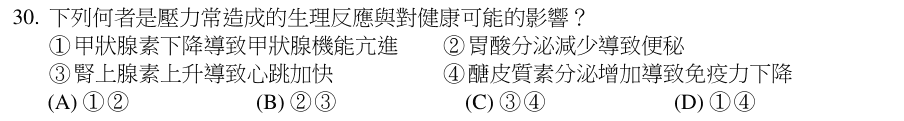 30. 下列何者是壓力常造成的生理反應與對健康可能的影響？
①甲狀腺素下降導致甲狀腺機能亢進 ②胃酸分泌減少導致便秘
③腎上腺素上升導致心跳加快 ④醣皮質素分泌增加導致免疫力下降
(A) ①② (B) ②③ (C) ③④ (D) ①④